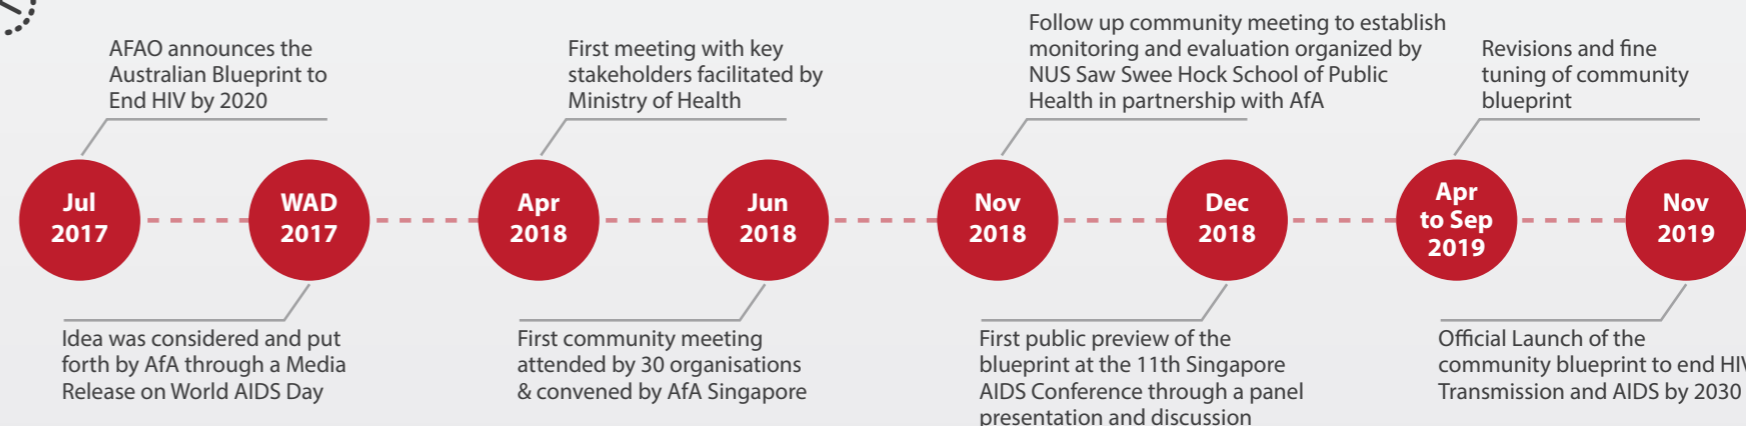 AFAO announces the
Australian Blueprint to
End HIV by 2020
Jul
2017
WAD
2017
Idea was considered and put
forth by AfA through a Media
Release on World AIDS Day
First meeting with key
stakeholders facilitated by
Ministry of Health
Apr
2018
Jun
2018
First community meeting
attended by 30 organisations
& convened by AfA Singapore
Follow up community meeting to establish
monitoring and evaluation organized by
NUS Saw Swee Hock School of Public
Health in partnership with AfA
Nov
2018
Dec
2018
First public preview of the
blueprint at the 11th Singapore
AIDS Conference through a panel
presentation and discussion
Revisions and fine
tuning of community
blueprint
Apr
to Sep
2019
Nov
2019
Official Launch of the
community blueprint to end HIV
Transmission and AIDS by 2030